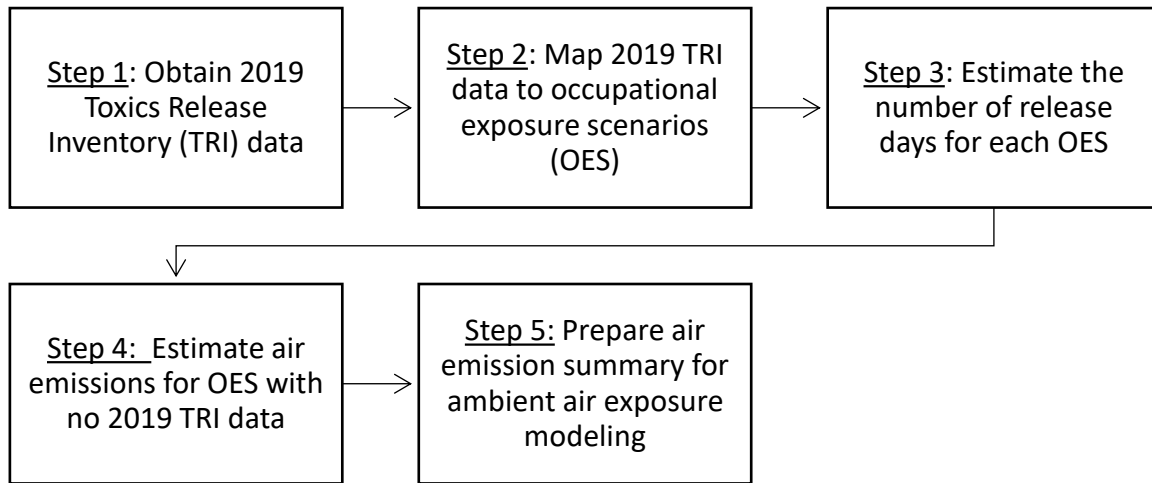 Step 1: Obtain 2019
Toxics Release
Inventory (TRI) data
Step 2: Map 2019 TRI
data to occupational
exposure scenarios
(OES)
Step 3: Estimate the
number of release
days for each OES
Step 4: Estimate air
emissions for OES with
no 2019 TRI data
Step 5: Prepare air
emission summary for
ambient air exposure
modeling